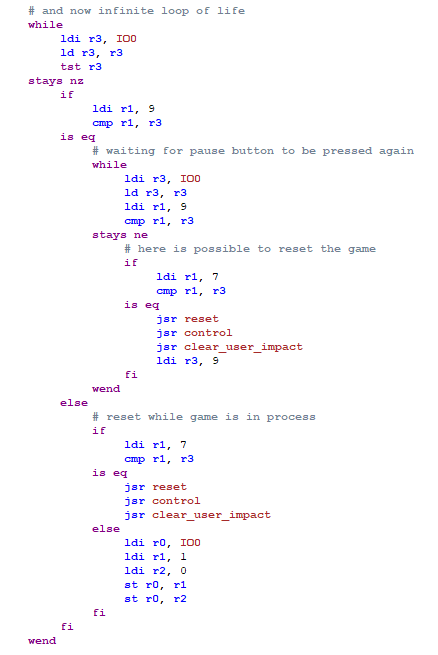 # and now infinite loop of life
while
ldi r3, IO0
ld r3, r3
tst r3
stays nz
if
ldi r1, 9
cmp r1, r3
is eq
# waiting for pause button to be pressed again
while
ldi r3, IO0
ld r3, r3
ldi r1, 9
cmp r1, r3
stays ne
# here is possible to reset the game
if
ldi r1, 7
cmp r1, r3
is eq
jsr reset
jsr control
jsr clear_user_impact
ldi r3, 9
fi
wend
else
# reset while game is in process
if
ldi r1, 7
cmp r1, r3
is eq
jsr reset
jsr control
jsr clear_user_impact
else
ldi r0, IO0
ldi r1, 1
ldi r2, 0
st r0, r1
st r0, r2
fi
fi
wend